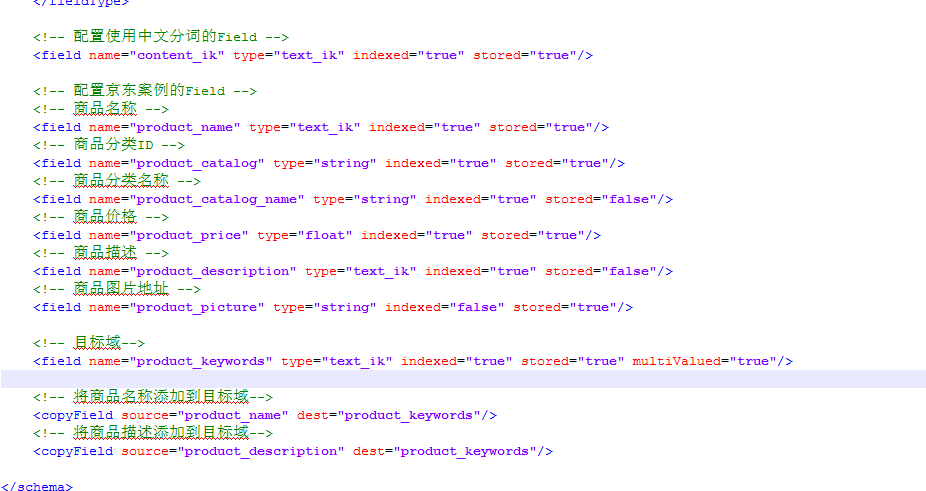 </fieldType>
<!-- 配置使用中文分词的Field -->
<field name="content_ik" type="text_ik" indexed="true" stored="true"/>
<!-- 配置京东案例的Field -->
<!-- 商品名称 -->
<field name="product_name" type="text_ik" indexed="true" stored="true"/>
<!-- 商品分类ID -->
<field name="product_catalog" type="string" indexed="true" stored="true"/>
<!-- 商品分类名称 -->
<field name="product_catalog_name" type="string" indexed="true" stored="false"/>
<!-- 商品价格 -->
<field name="product_price" type="float" indexed="true" stored="true"/>
<!-- 商品描述 -->
<field name="product_description" type="text_ik" indexed="true" stored="false"/>
<!-- 商品图片地址 -->
<field name="product_picture" type="string" indexed="false" stored="true"/>
<!-- 目标域-->
<field name="product_keywords" type="text_ik" indexed="true" stored="true" multiValued="true"/>
<!-- 将商品名称添加到目标域-->
<copyField source="product_name" dest="product_keywords"/>
<!-- 将商品描述添加到目标域-->
<copyField source="product_description" dest="product_keywords"/>
</schema>